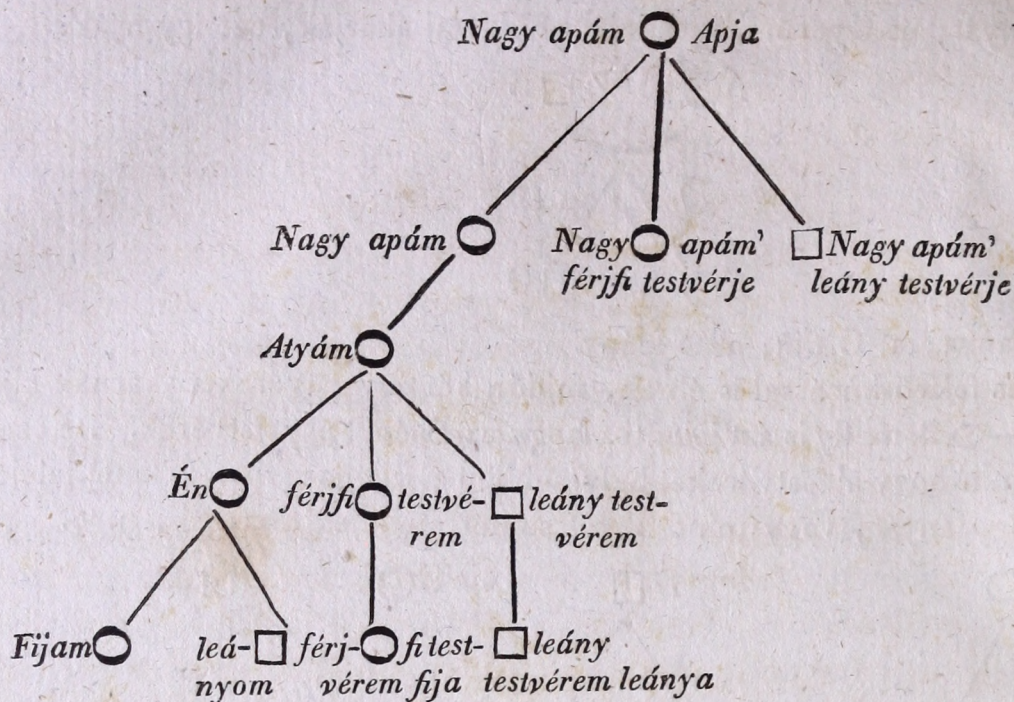 Nagy apám Apja
Nagy apám Nagy apám' Nagy apám'
férjfi testvérje leány testvérje
Atyám
Én férjfi testvé- leány test-
rem vérem
Fijam leá- férj- fi test- leány
nyom vérem fija testvérem leánya